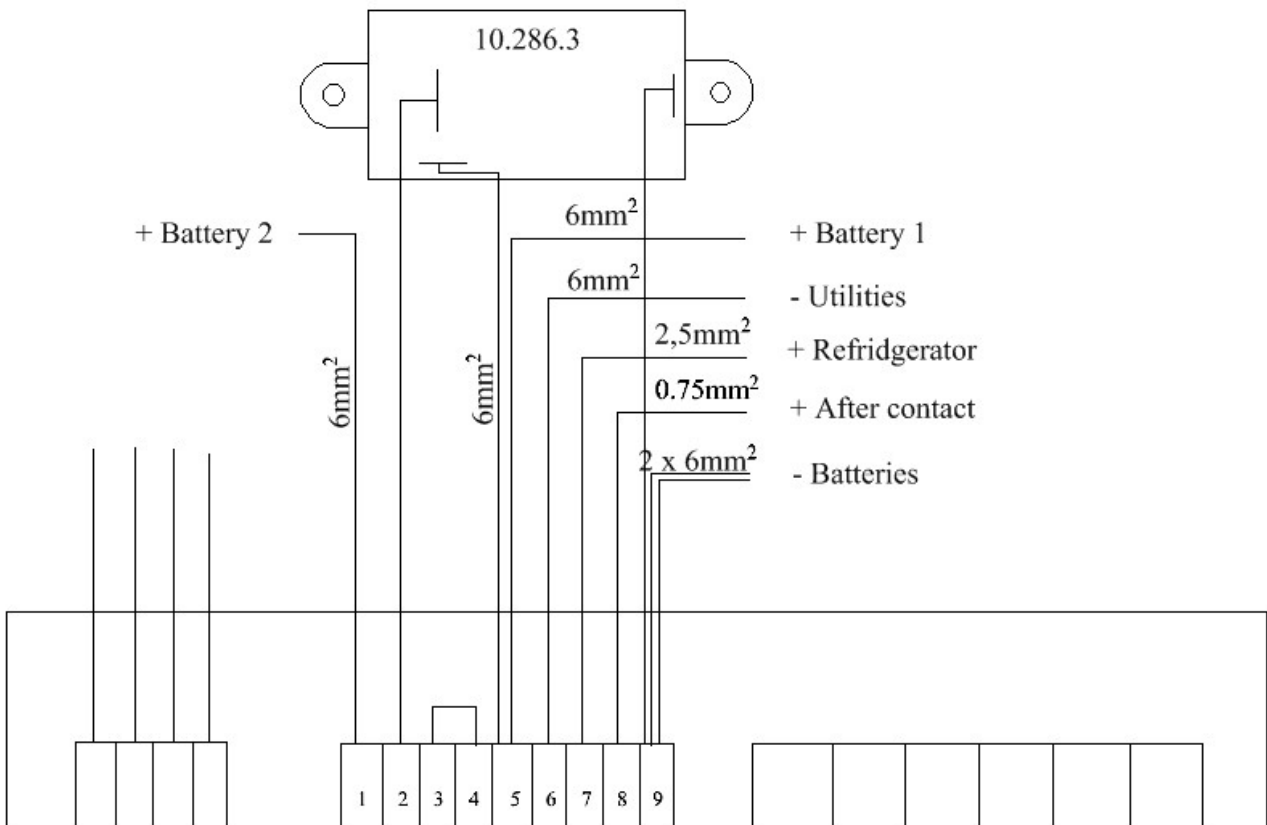 10.286.3
6mm²
+ Battery 2
+ Battery 1
6mm²
- Utilities
2,5mm²
+ Refridgerator
6mm²
6mm²
0.75mm²
+ After contact
2 x 6mm²
- Batteries
1 2 3 4 5 6 7 8 9